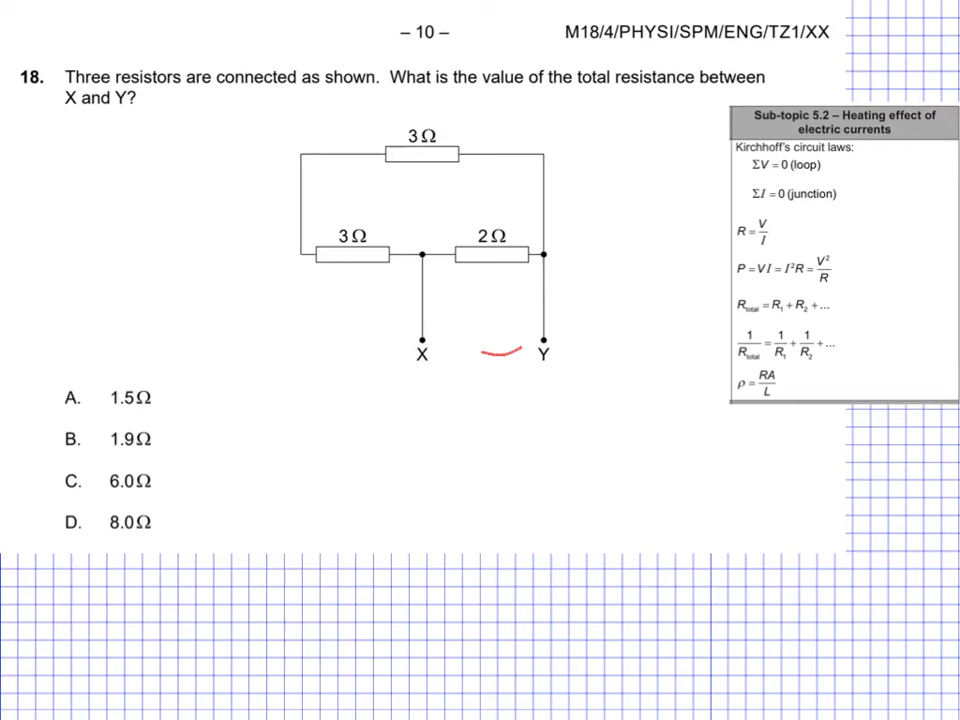 – 10 –
M18/4/PHYSI/SPM/ENG/TZ1/XX
18. Three resistors are connected as shown. What is the value of the total resistance between
X and Y?
3 Ω
3 Ω
2 Ω
X
Y
A. 1.5 Ω
B. 1.9 Ω
C. 6.0 Ω
D. 8.0 Ω
Sub-topic 5.2 – Heating effect of
electric currents
Kirchhoff's circuit laws:
ΣV = 0 (loop)
ΣI = 0 (junction)
R = V/I
P = VI = I²R = V²/R
R_total = R₁ + R₂ + ...
1/R_total = 1/R₁ + 1/R₂ + ...
ρ = RA/L